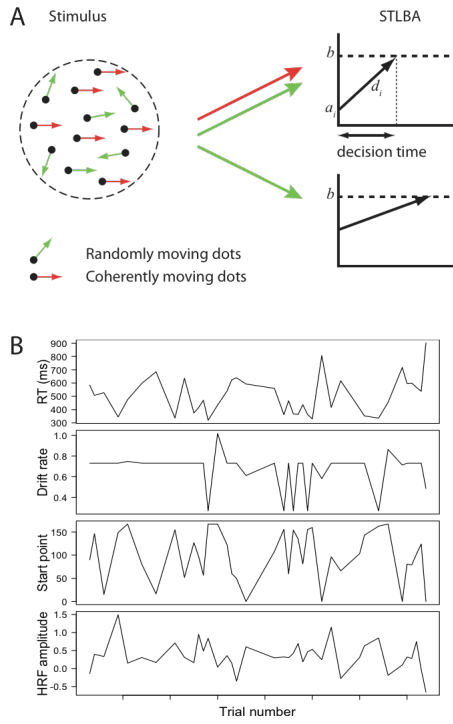 A
Stimulus
STLBA
b
a_i
d_i
decision time
b
Randomly moving dots
Coherently moving dots
B
RT (ms)
900
800
700
600
500
400
300
Drift rate
1.0
0.8
0.6
0.4
Start point
150
100
50
0
HRF amplitude
1.5
1.0
0.5
0.0
-0.5
Trial number